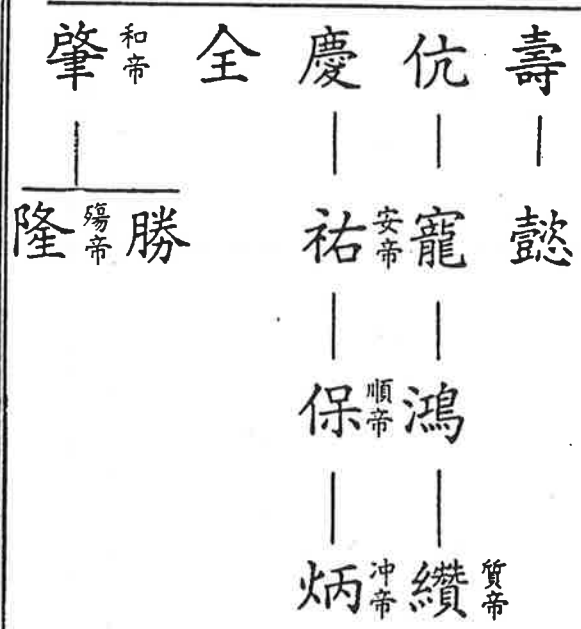 壽 伉 慶 全 和帝 肇
懿 寵 安帝 祐 勝 殤帝 隆
鴻 順帝 保
質帝 纘 冲帝 炳